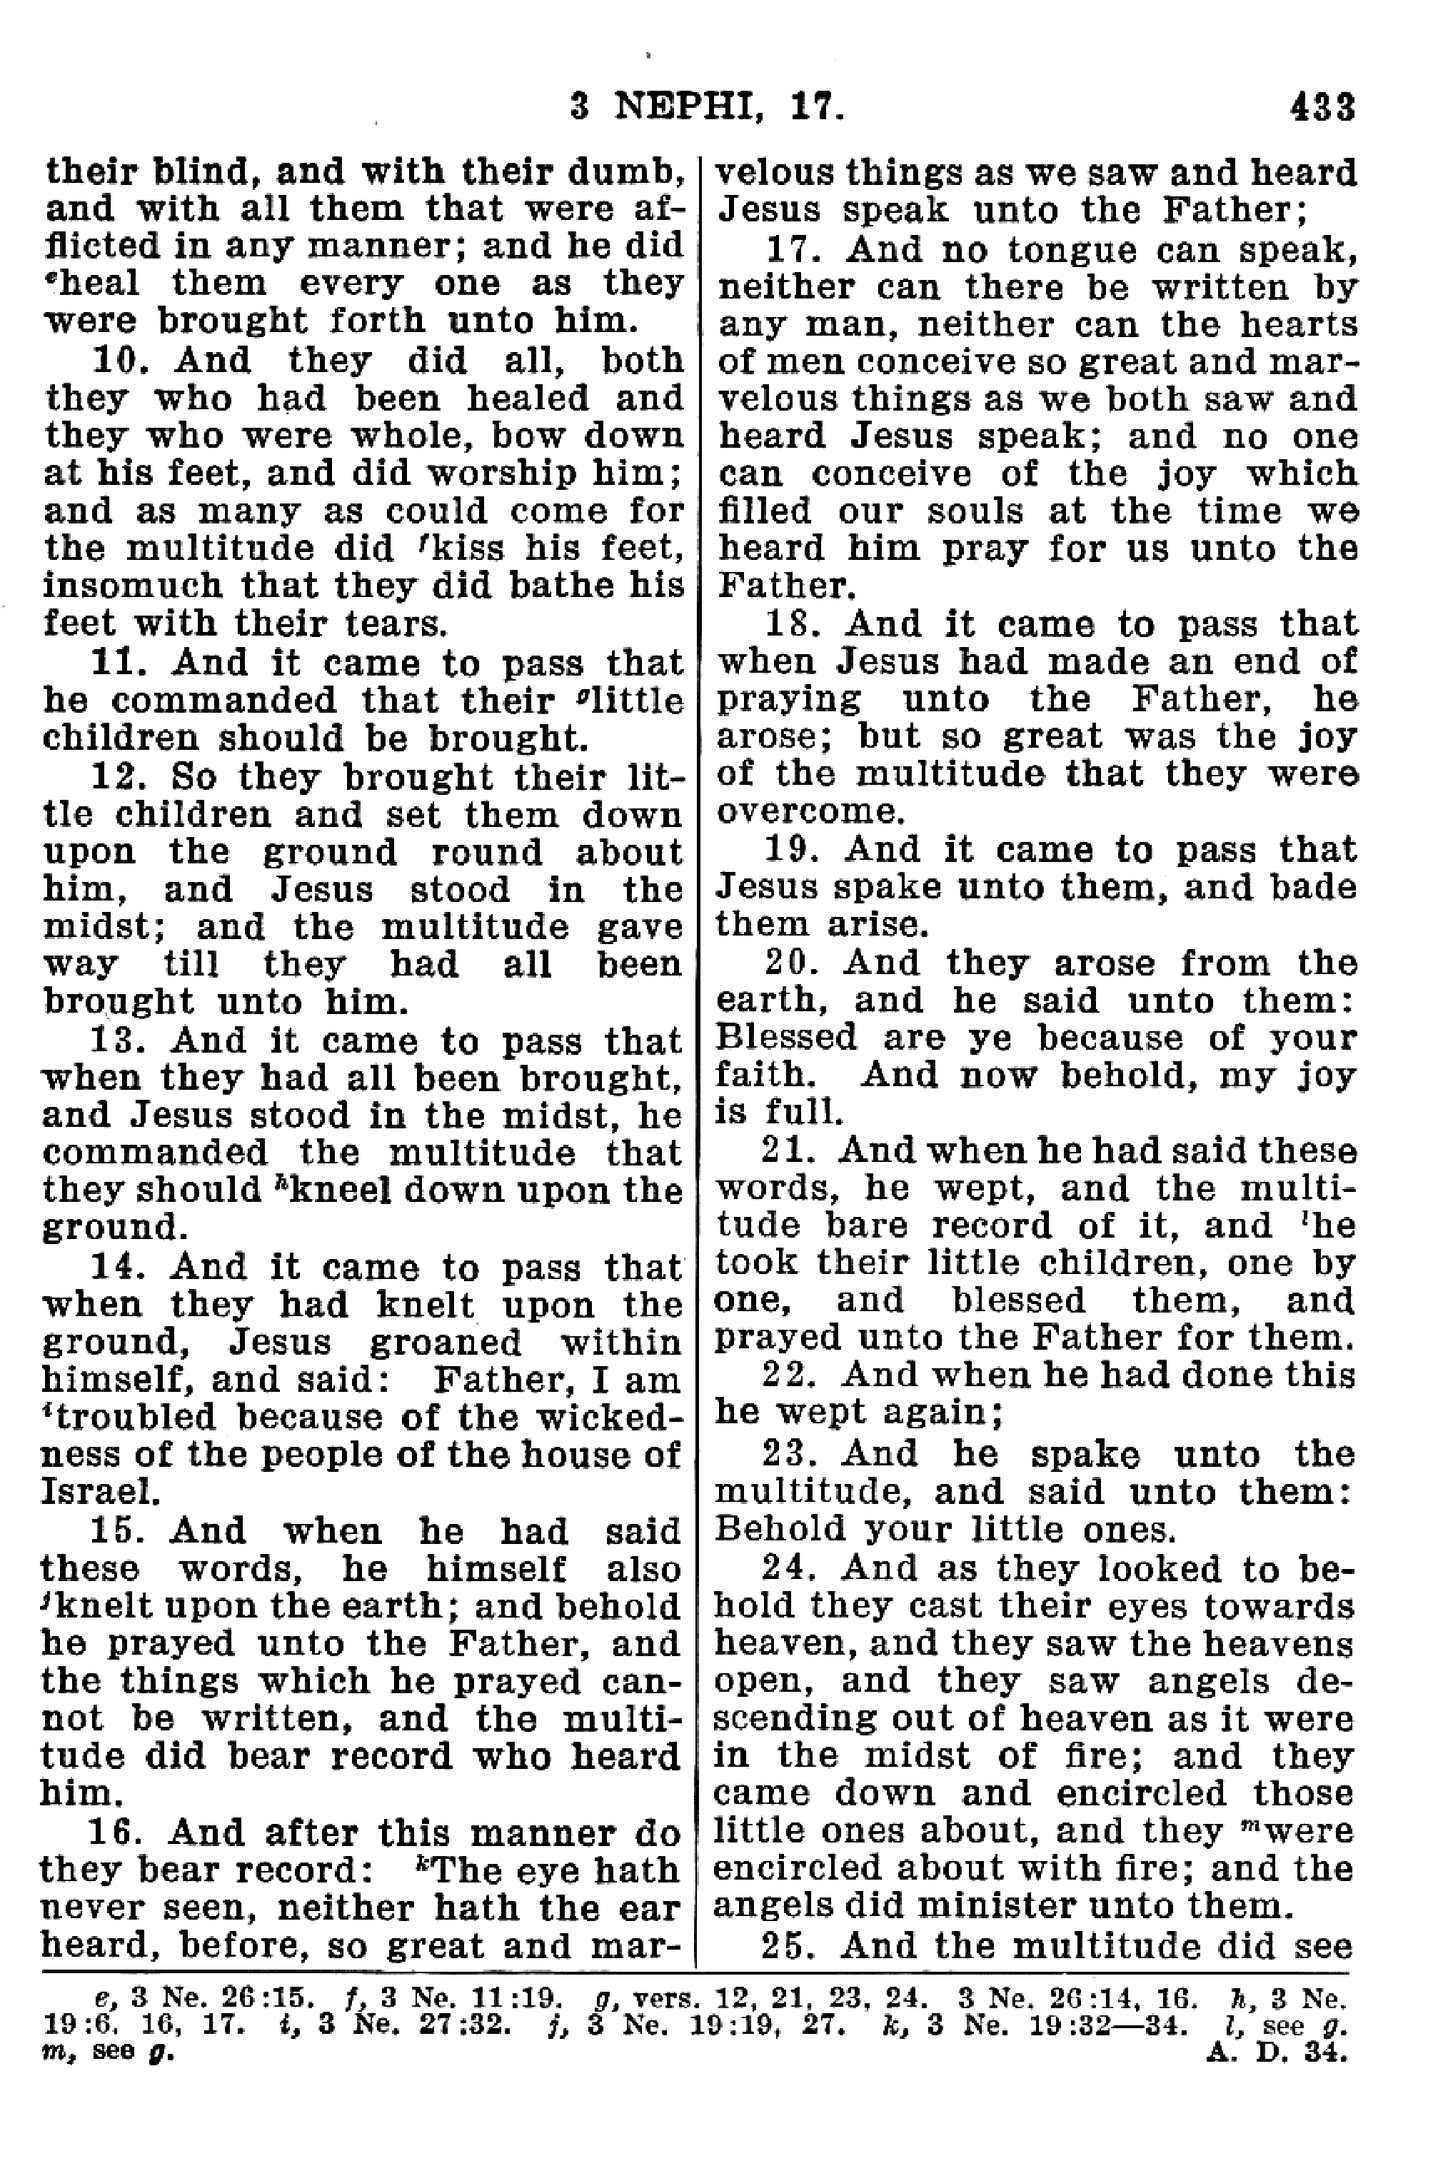 3 NEPHI, 17.
433
their blind, and with their dumb,
and with all them that were af-
flicted in any manner; and he did
eheal them every one as they
were brought forth unto him.
10. And they did all, both
they who had been healed and
they who were whole, bow down
at his feet, and did worship him;
and as many as could come for
the multitude did fkiss his feet,
insomuch that they did bathe his
feet with their tears.
11. And it came to pass that
he commanded that their glittle
children should be brought.
12. So they brought their lit-
tle children and set them down
upon the ground round about
him, and Jesus stood in the
midst; and the multitude gave
way till they had all been
brought unto him.
13. And it came to pass that
when they had all been brought,
and Jesus stood in the midst, he
commanded the multitude that
they should hkneel down upon the
ground.
14. And it came to pass that
when they had knelt upon the
ground, Jesus groaned within
himself, and said: Father, I am
itroubled because of the wicked-
ness of the people of the house of
Israel.
15. And when he had said
these words, he himself also
jknelt upon the earth; and behold
he prayed unto the Father, and
the things which he prayed can-
not be written, and the multi-
tude did bear record who heard
him.
16. And after this manner do
they bear record: kThe eye hath
never seen, neither hath the ear
heard, before, so great and mar-
velous things as we saw and heard
Jesus speak unto the Father;
17. And no tongue can speak,
neither can there be written by
any man, neither can the hearts
of men conceive so great and mar-
velous things as we both saw and
heard Jesus speak; and no one
can conceive of the joy which
filled our souls at the time we
heard him pray for us unto the
Father.
18. And it came to pass that
when Jesus had made an end of
praying unto the Father, he
arose; but so great was the joy
of the multitude that they were
overcome.
19. And it came to pass that
Jesus spake unto them, and bade
them arise.
20. And they arose from the
earth, and he said unto them:
Blessed are ye because of your
faith. And now behold, my joy
is full.
21. And when he had said these
words, he wept, and the multi-
tude bare record of it, and lhe
took their little children, one by
one, and blessed them, and
prayed unto the Father for them.
22. And when he had done this
he wept again;
23. And he spake unto the
multitude, and said unto them:
Behold your little ones.
24. And as they looked to be-
hold they cast their eyes towards
heaven, and they saw the heavens
open, and they saw angels de-
scending out of heaven as it were
in the midst of fire; and they
came down and encircled those
little ones about, and they mwere
encircled about with fire; and the
angels did minister unto them.
25. And the multitude did see
e, 3 Ne. 26:15. f, 3 Ne. 11:19. g, vers. 12, 21, 23, 24. 3 Ne. 26:14, 16. h, 3 Ne.
19:6, 16, 17. i, 3 Ne. 27:32. j, 3 Ne. 19:19, 27. k, 3 Ne. 19:32—34. l, see g.
m, see g.
A. D. 34.